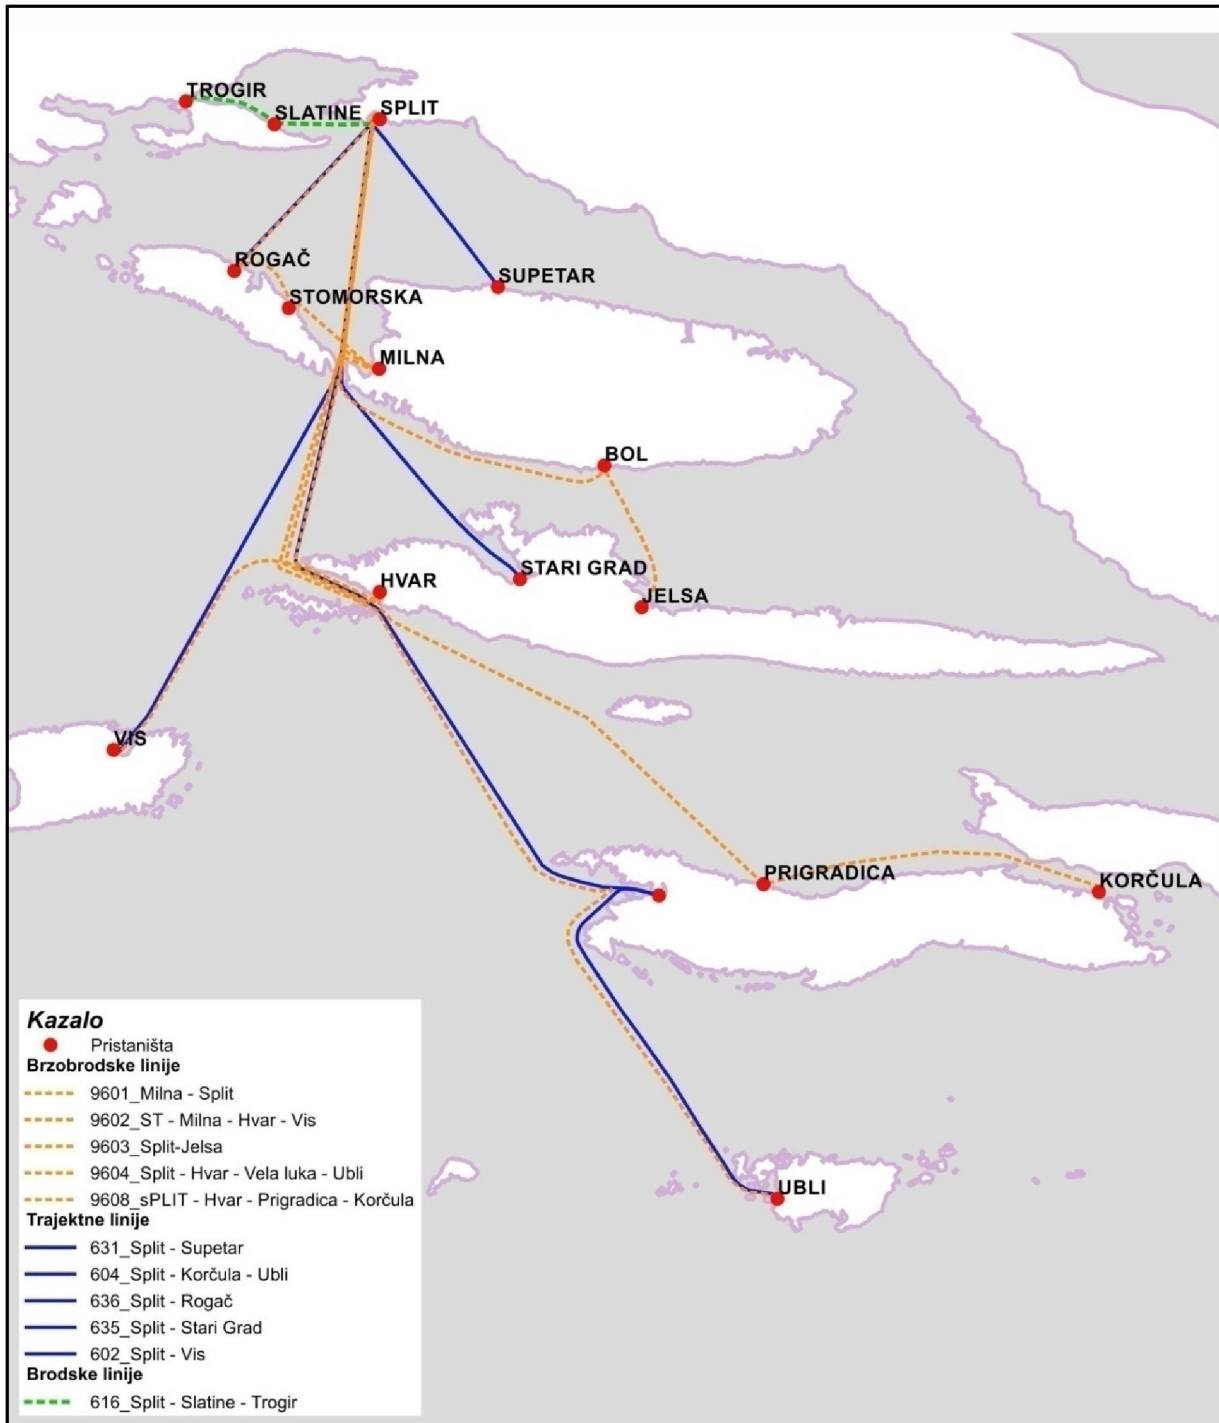 TROGIR
SLATINE
SPLIT
ROGAČ
STOMORSKA
SUPETAR
MILNA
BOL
STARI GRAD
HVAR
JELSA
VIS
PRIGRADICA
KORČULA
UBLI
Kazalo
Pristaništa
Brzobrodske linije
9601_Milna - Split
9602_ST - Milna - Hvar - Vis
9603_Split-Jelsa
9604_Split - Hvar - Vela luka - Ubli
9608_sPLIT - Hvar - Prigradica - Korčula
Trajektne linije
631_Split - Supetar
604_Split - Korčula - Ubli
636_Split - Rogač
635_Split - Stari Grad
602_Split - Vis
Brodske linije
616_Split - Slatine - Trogir